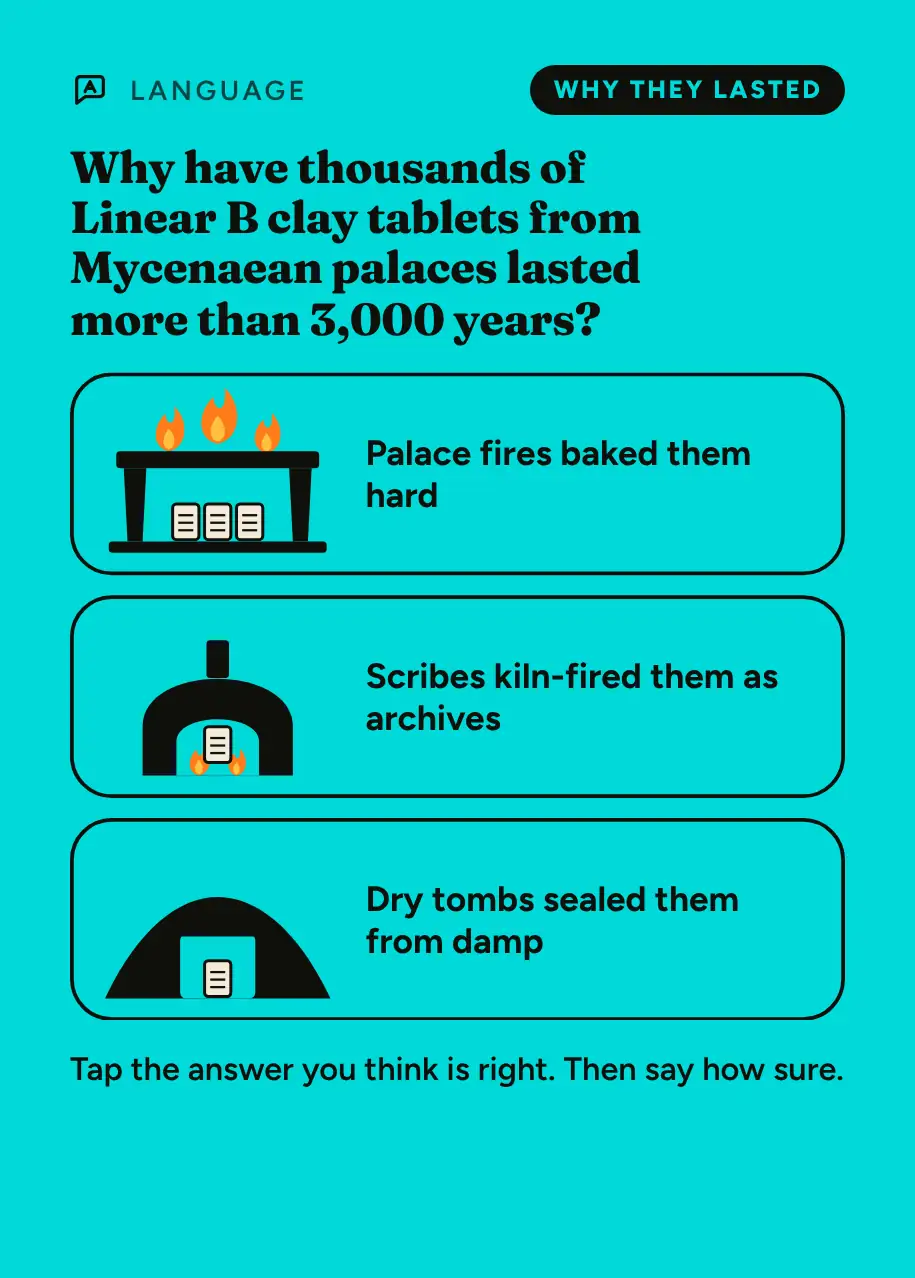 LANGUAGE
WHY THEY LASTED
Why have thousands of
Linear B clay tablets from
Mycenaean palaces lasted
more than 3,000 years?
Palace fires baked them
hard
Scribes kiln-fired them as
archives
Dry tombs sealed them
from damp
Tap the answer you think is right. Then say how sure.